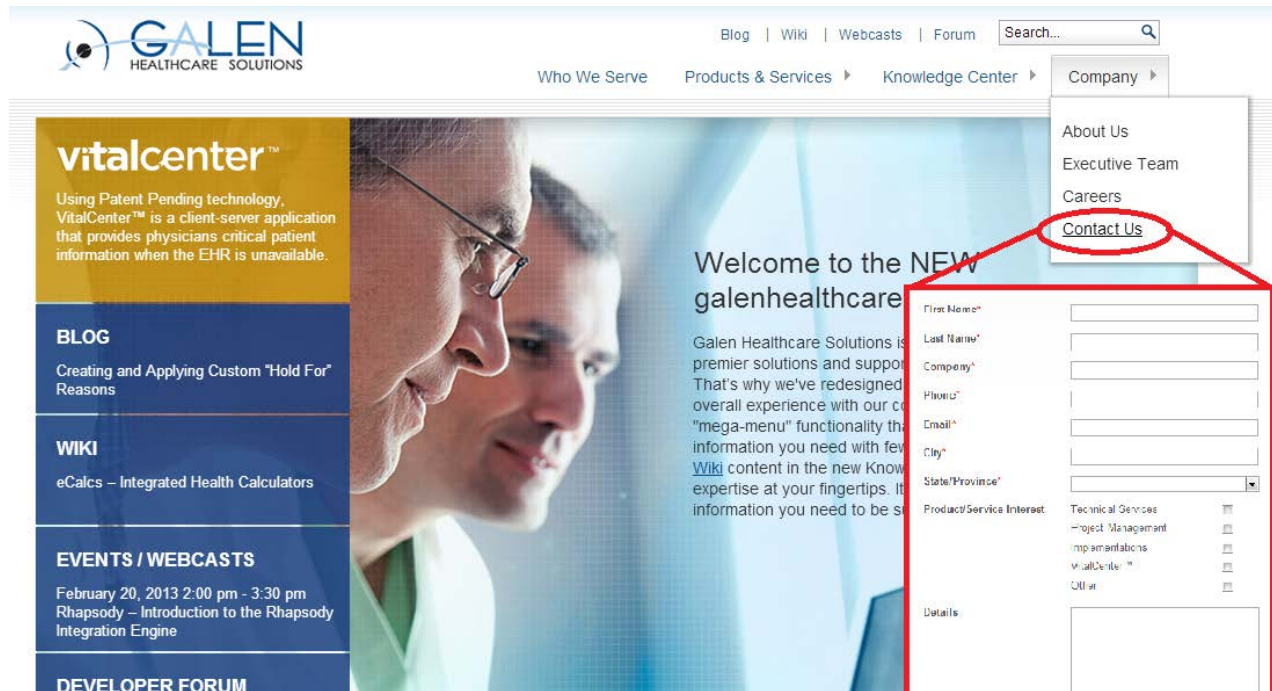 GALEN
HEALTHCARE SOLUTIONS
Blog | Wiki | Webcasts | Forum Search...
Who We Serve Products & Services Knowledge Center Company
About Us
Executive Team
Careers
Contact Us
vitalcenter™
Using Patent Pending technology,
VitalCenter™ is a client-server application
that provides physicians critical patient
information when the EHR is unavailable.
BLOG
Creating and Applying Custom "Hold For"
Reasons
WIKI
eCalcs – Integrated Health Calculators
EVENTS / WEBCASTS
February 20, 2013 2:00 pm - 3:30 pm
Rhapsody – Introduction to the Rhapsody
Integration Engine
DEVELOPER FORUM
Welcome to the NEW
galenhealthcare
Galen Healthcare Solutions is
premier solutions and suppor
That's why we've redesigned
overall experience with our co
"mega-menu" functionality tha
information you need with few
Wiki content in the new Know
expertise at your fingertips. It
information you need to be su
First Name*
Last Name*
Company*
Phone*
Email*
City*
State/Province*
Product/Service Interest
Technical Services
Project Management
Implementations
VitalCenter ™
Other
Details